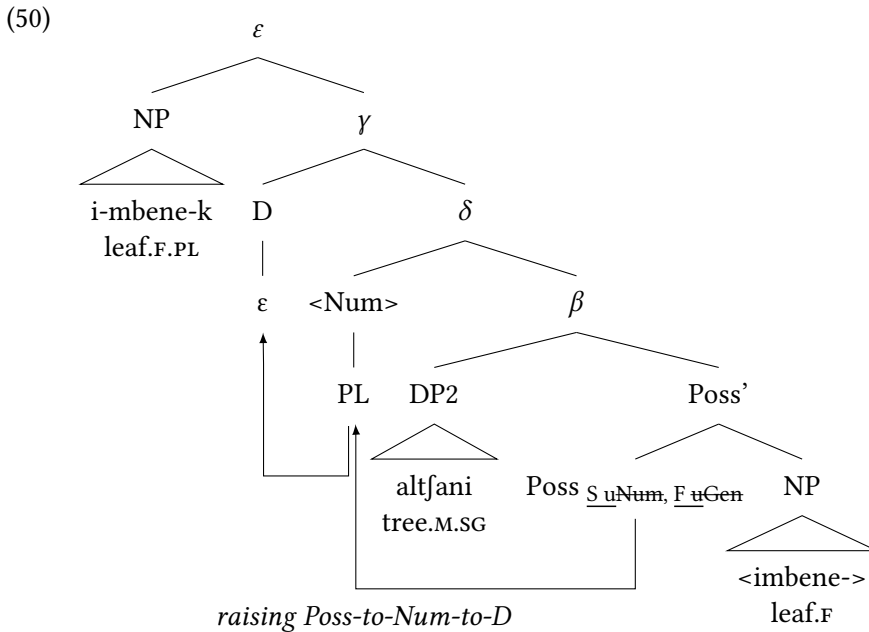 (50)
ε
NP γ
i-mbene-k D δ
leaf.F.PL
ε <Num> β
PL DP2 Poss’
altʃani Poss S uNum, F uGen NP
tree.M.SG
<imbene->
raising Poss-to-Num-to-D leaf.F